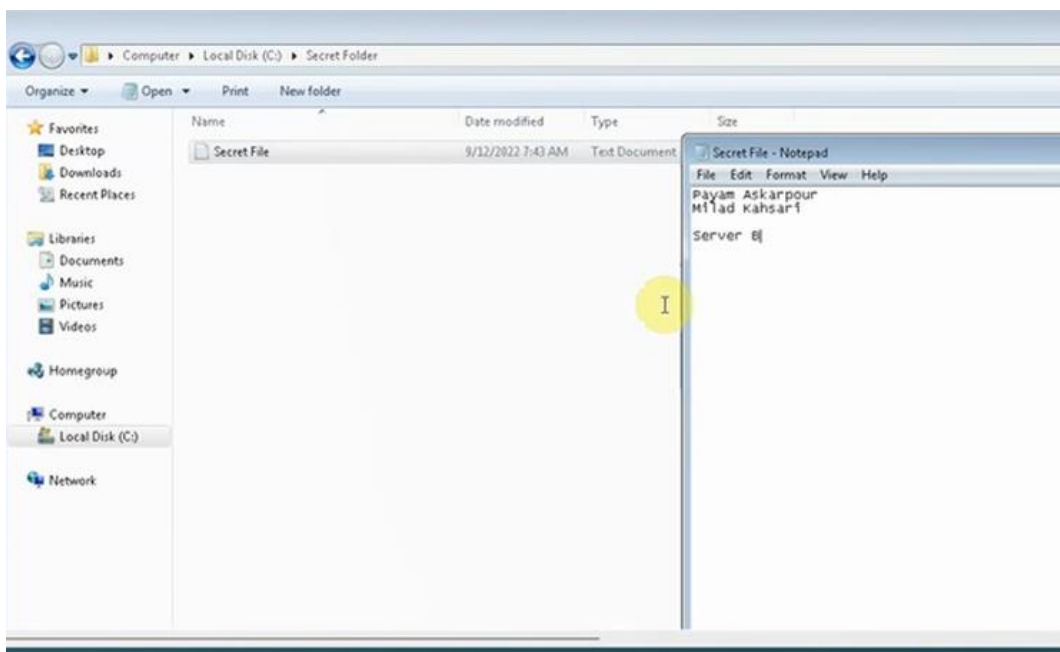 Computer ▸ Local Disk (C:) ▸ Secret Folder
Organize Open Print New folder
Name Date modified Type Size
Secret File 9/12/2022 7:43 AM Text Document
Favorites
Desktop
Downloads
Recent Places
Libraries
Documents
Music
Pictures
Videos
Homegroup
Computer
Local Disk (C:)
Network
Secret File - Notepad
File Edit Format View Help
Payam Askarpour
Milad Kahsari
Server 8